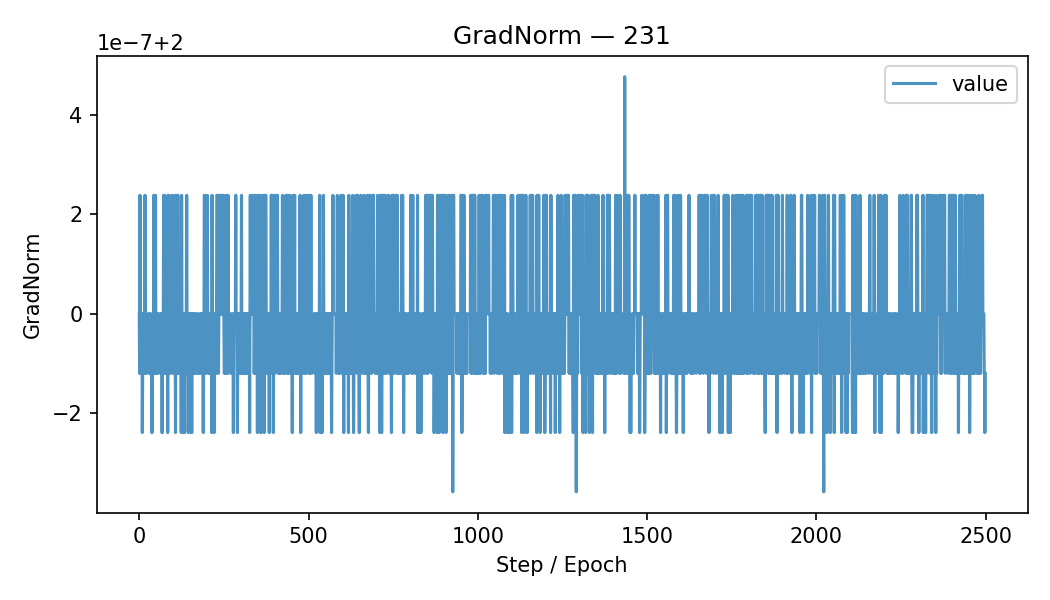 GradNorm — 231
1e−7+2
value
4
2
0
−2
GradNorm
0
500
1000
1500
2000
2500
Step / Epoch